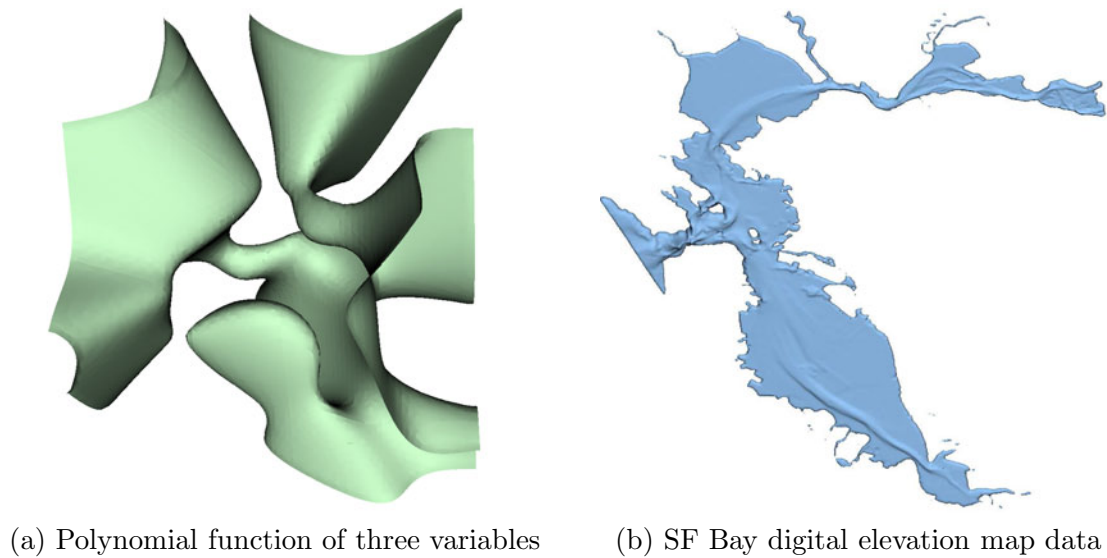 (a) Polynomial function of three variables
(b) SF Bay digital elevation map data